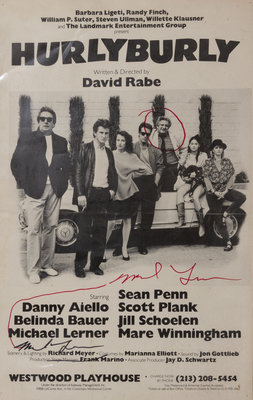 Barbara Ligeti, Randy Finch,
William P. Suter, Steven Ullman, Willette Klausner
and The Landmark Entertainment Group
present
HURLYBURLY
Written & Directed by
David Rabe
Starring
Danny Aiello Sean Penn
Belinda Bauer Scott Plank
Michael Lerner Jill Schoelen
Mare Winningham
Scenery & Lighting by Richard Meyer Costumes by Marianna Elliott Sound by Jon Gottlieb
Production Stage Manager Frank Marino Associate Producer Jay D. Schwartz
WESTWOOD PLAYHOUSE (213) 208-5454